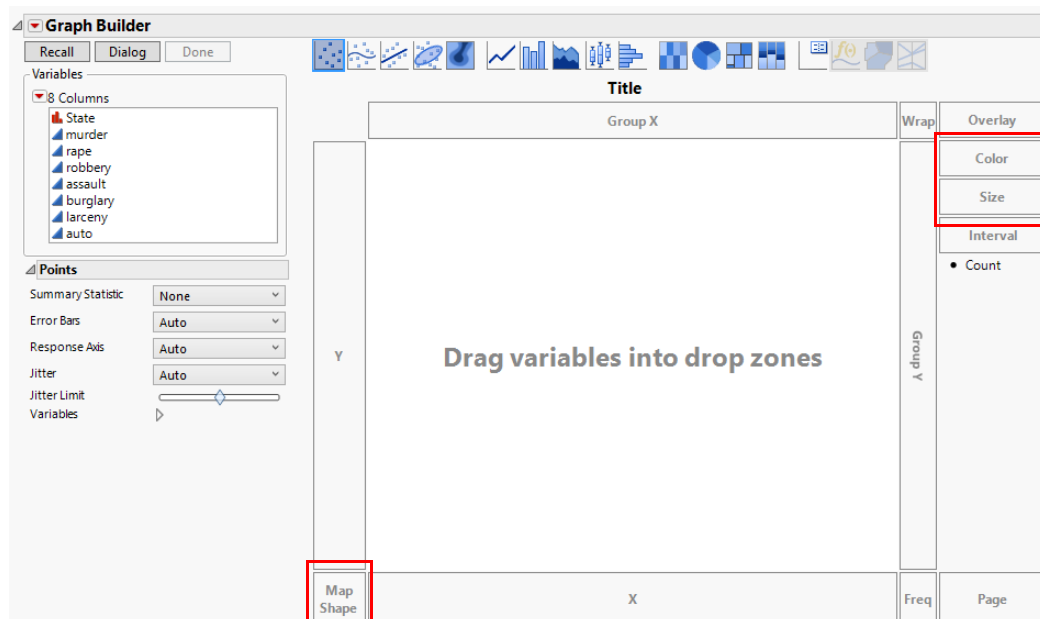 Graph Builder
Recall Dialog Done
Variables
8 Columns
State
murder
rape
robbery
assault
burglary
larceny
auto
Points
Summary Statistic None
Error Bars Auto
Response Axis Auto
Jitter Auto
Jitter Limit
Variables
Title
Group X
Wrap
Overlay
Color
Size
Interval
Count
Y
Drag variables into drop zones
Group Y
Map
Shape
X
Freq
Page